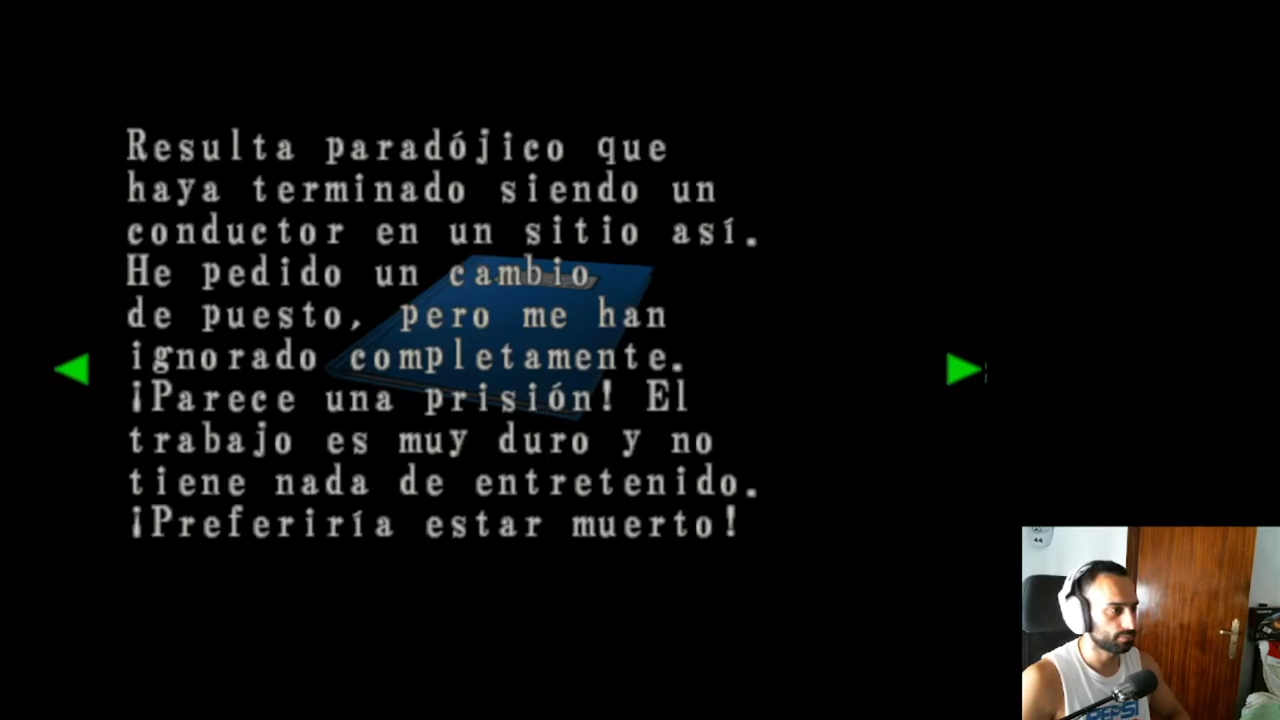 Resulta paradójico que
haya terminado siendo un
conductor en un sitio así.
He pedido un cambio
de puesto, pero me han
ignorado completamente.
¡Parece una prisión! El
trabajo es muy duro y no
tiene nada de entretenido.
¡Preferiría estar muerto!
44
PEPSI